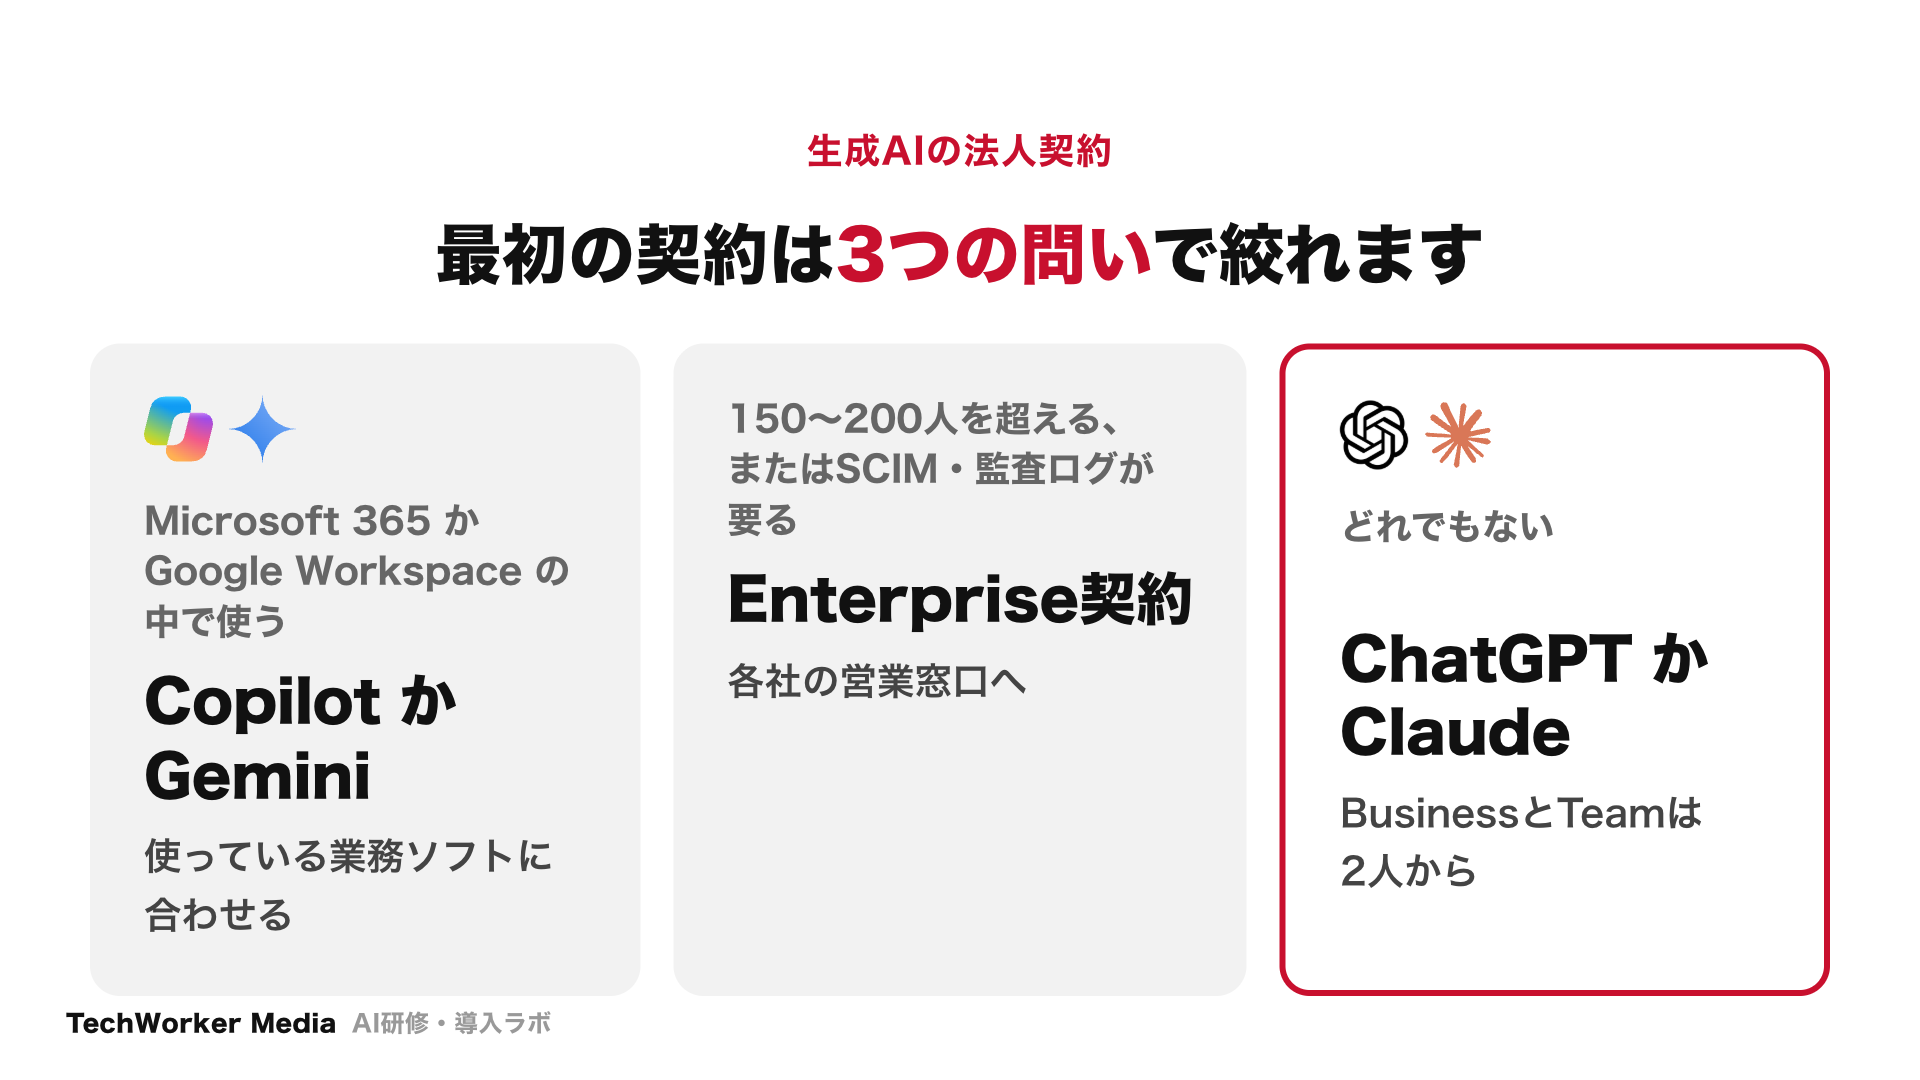 生成AIの法人契約
最初の契約は3つの問いで絞れます
Microsoft 365 か
Google Workspace の
中で使う
Copilot か
Gemini
使っている業務ソフトに
合わせる
150〜200人を超える、
またはSCIM・監査ログが
要る
Enterprise契約
各社の営業窓口へ
どれでもない
ChatGPT か
Claude
BusinessとTeamは
2人から
TechWorker Media AI研修・導入ラボ